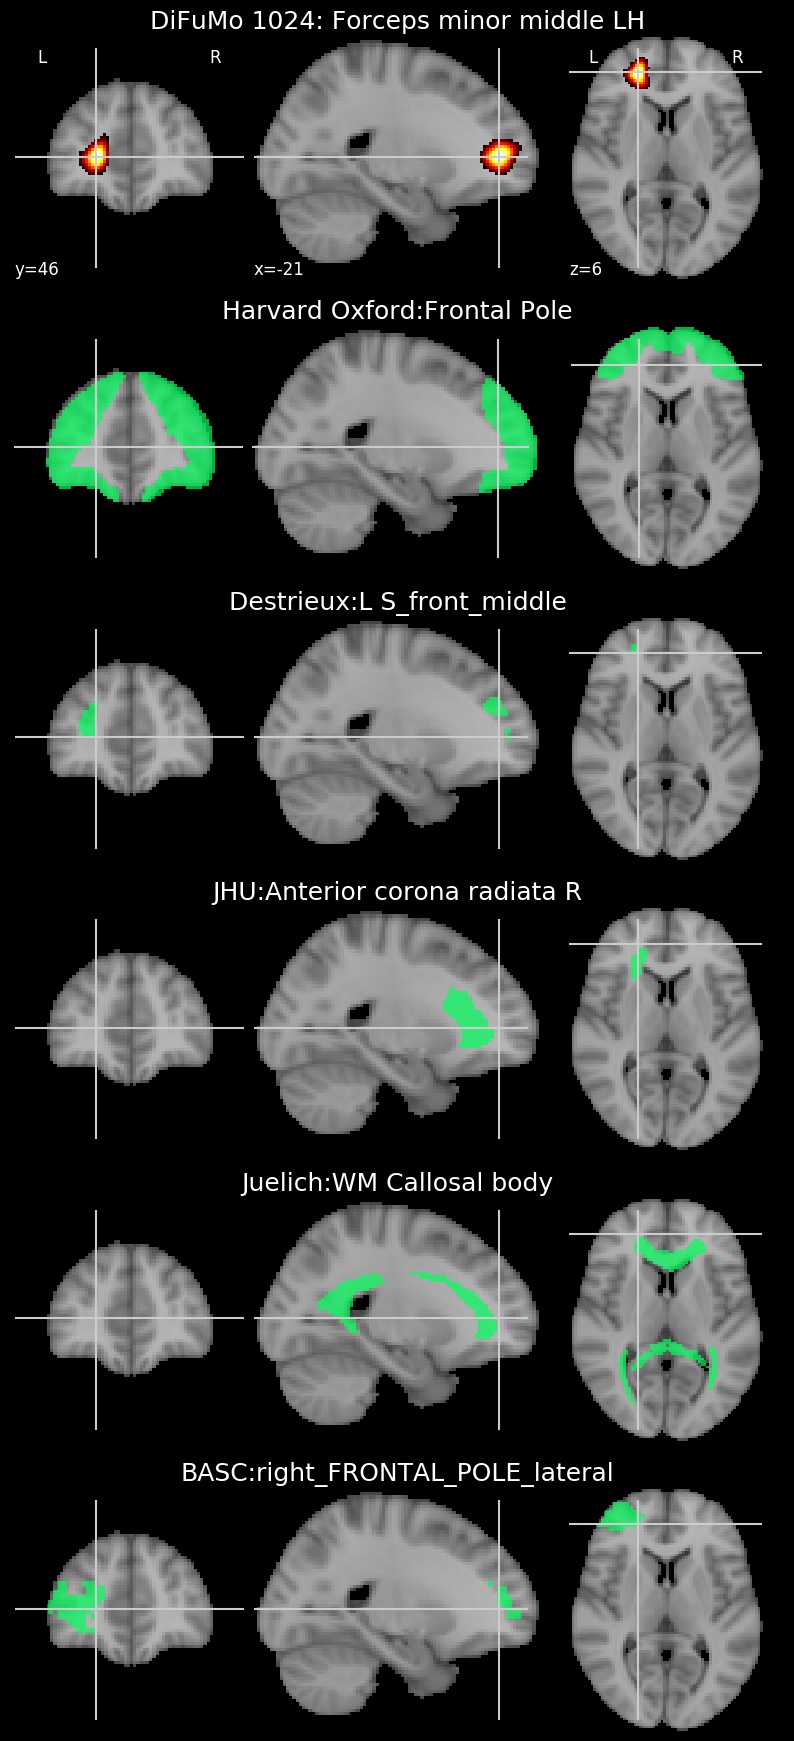 DiFuMo 1024: Forceps minor middle LH
L R L R
y=46 x=-21 z=6
Harvard Oxford:Frontal Pole
Destrieux:L S_front_middle
JHU:Anterior corona radiata R
Juelich:WM Callosal body
BASC:right_FRONTAL_POLE_lateral